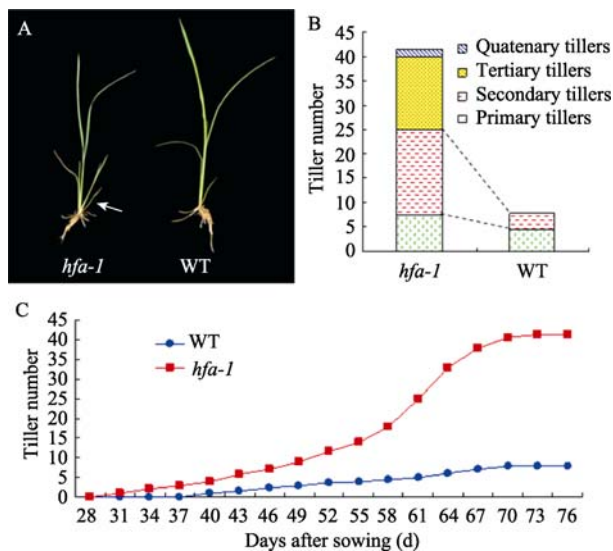 A
hfa-1
WT
B
45
40
35
30
25
20
15
10
5
0
Tiller number
Quatenary tillers
Tertiary tillers
Secondary tillers
Primary tillers
hfa-1
WT
C
45
40
35
30
25
20
15
10
5
0
Tiller number
WT
hfa-1
28 31 34 37 40 43 46 49 52 55 58 61 64 67 70 73 76
Days after sowing (d)